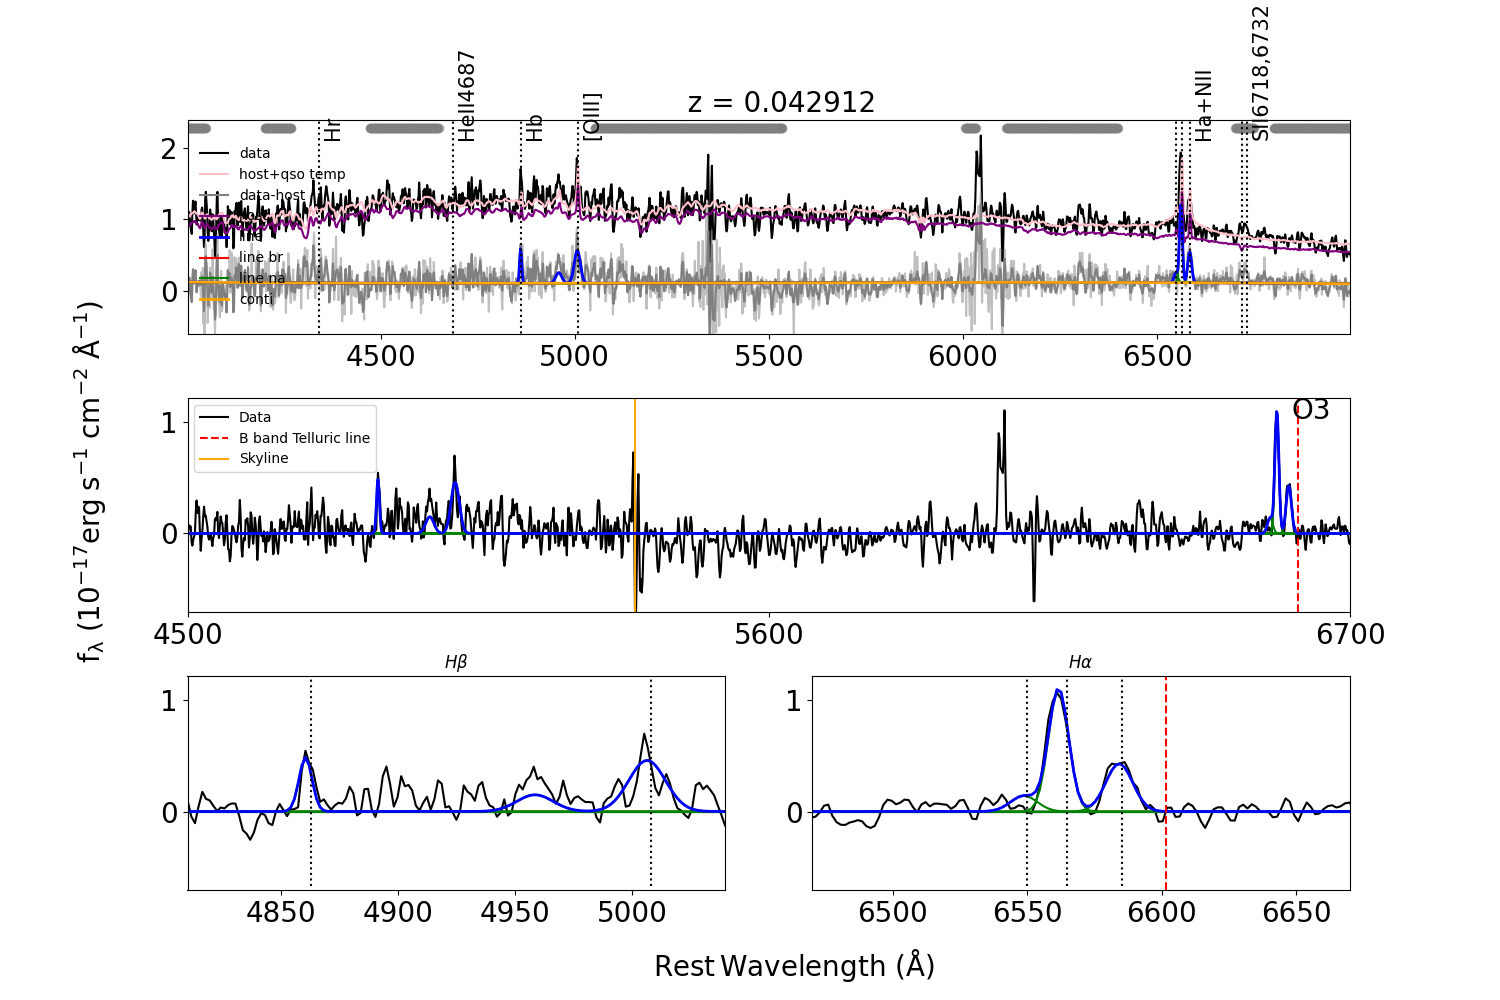 z = 0.042912
Hr
HeII4687
Hb
[OIII]
Ha+NII
SII6718,6732
2
1
0
data
host+qso temp
data-host
line
line br
line na
conti
4500 5000 5500 6000 6500
f_λ (10^{−17}erg s^{−1} cm^{−2} Å^{−1})
1
0
Data
B band Telluric line
Skyline
O3
4500 5600 6700
Hβ
1
0
4850 4900 4950 5000
Hα
1
0
6500 6550 6600 6650
Rest Wavelength (Å)